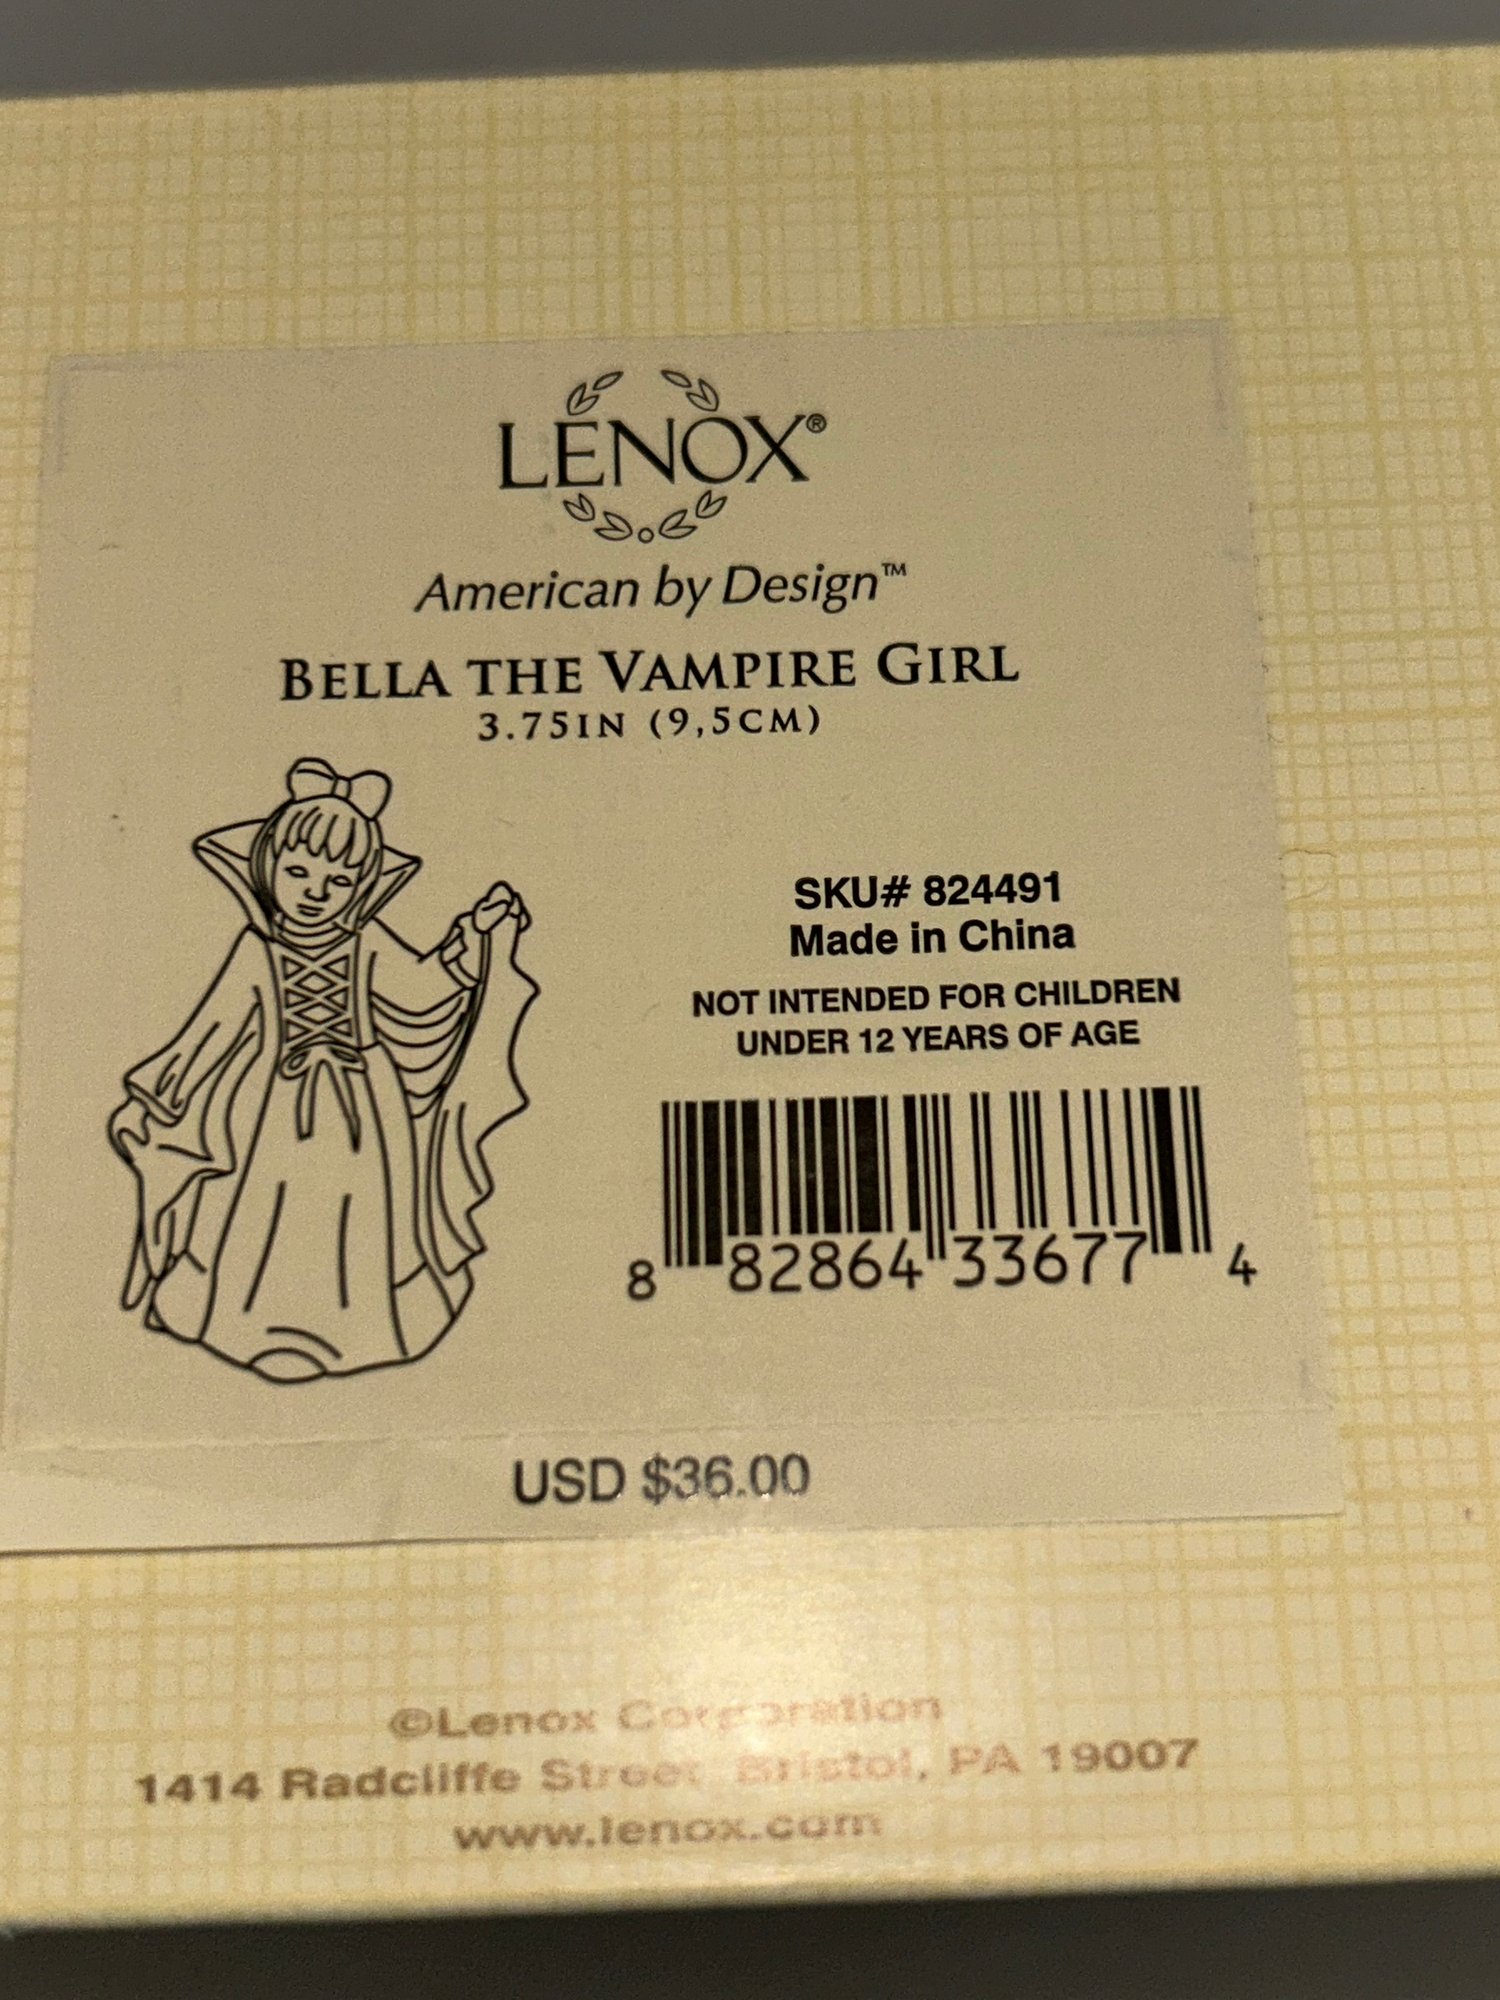 LENOX®
American by Design™
BELLA THE VAMPIRE GIRL
3.75IN (9,5CM)
SKU# 824491
Made in China
NOT INTENDED FOR CHILDREN
UNDER 12 YEARS OF AGE
8 82864 33677 4
USD $36.00
©Lenox Corporation
1414 Radcliffe Street, Bristol, PA 19007
www.lenox.com